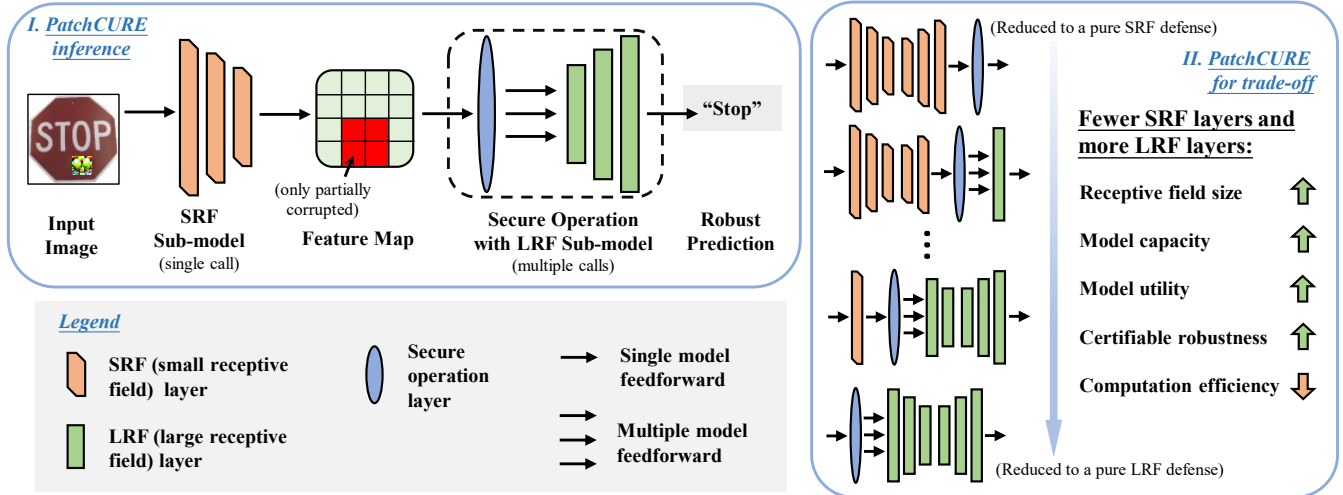 I. PatchCURE
inference
STOP
Input
Image
SRF
Sub-model
(single call)
(only partially
corrupted)
Feature Map
Secure Operation
with LRF Sub-model
(multiple calls)
“Stop”
Robust
Prediction
Legend
SRF (small receptive
field) layer
LRF (large receptive
field) layer
Secure
operation
layer
Single model
feedforward
Multiple model
feedforward
(Reduced to a pure SRF defense)
II. PatchCURE
for trade-off
Fewer SRF layers and
more LRF layers:
Receptive field size
Model capacity
Model utility
Certifiable robustness
Computation efficiency
(Reduced to a pure LRF defense)